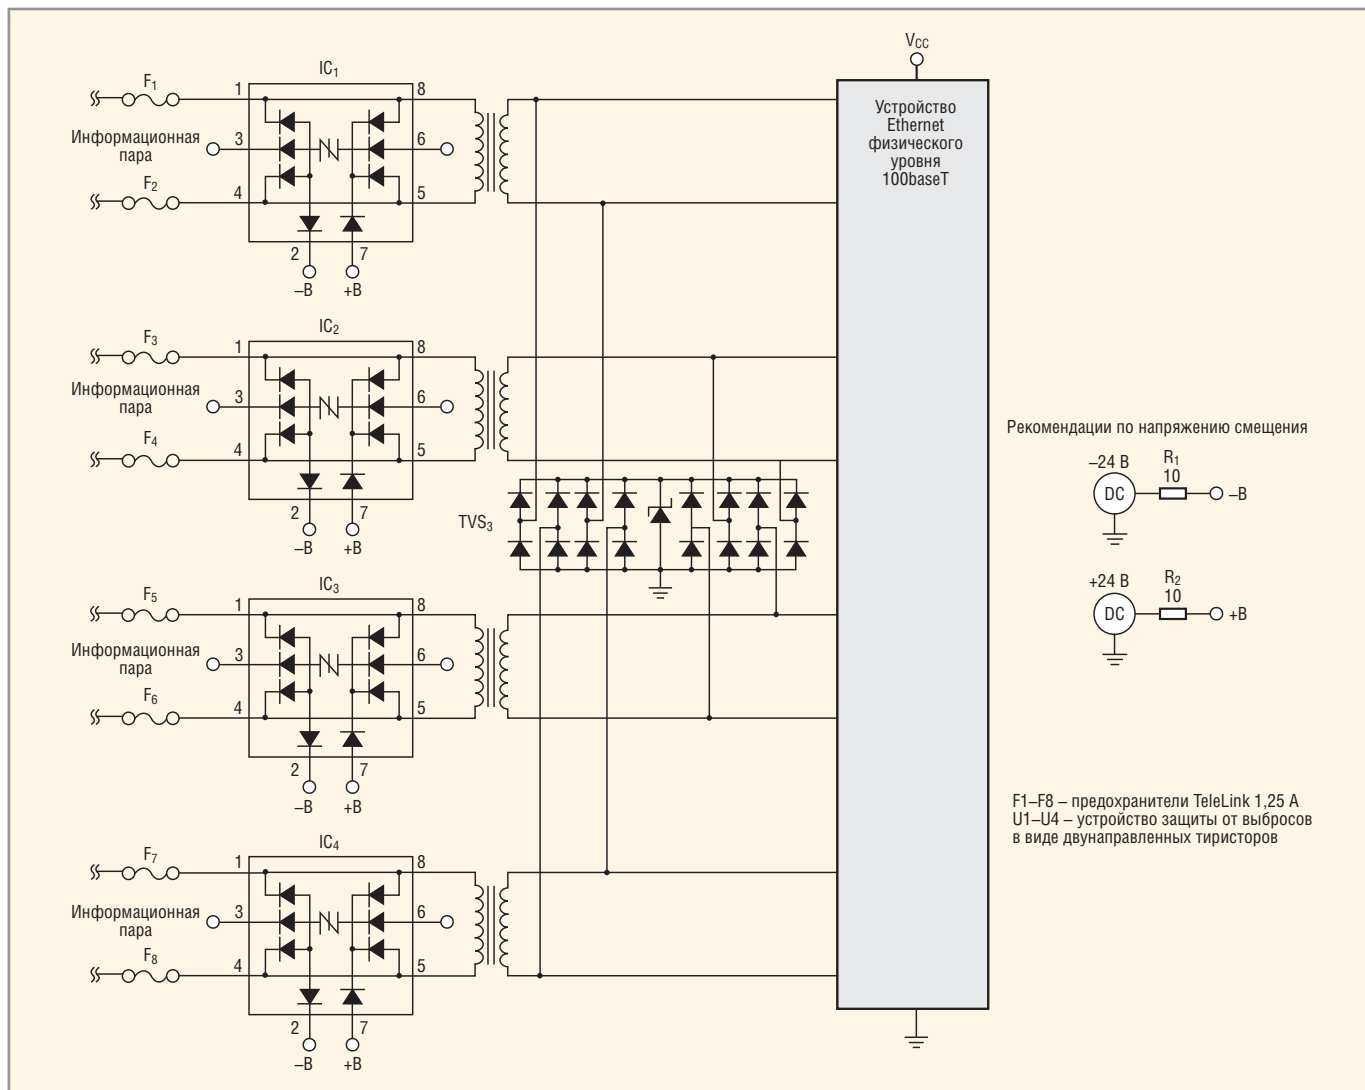 VCC
IC1
F1
1
8
Устройство
Ethernet
физического
уровня
100baseT
Информационная
пара
3
6
F2
4
5
2
7
–В
+В
IC2
F3
1
8
Информационная
пара
3
6
F4
4
5
2
7
–В
+В
TVS3
Рекомендации по напряжению смещения
–24 В
R1
10
DC
–В
+24 В
R2
10
DC
+В
IC3
F5
1
8
Информационная
пара
3
6
F6
4
5
2
7
–В
+В
F1–F8 – предохранители TeleLink 1,25 А
U1–U4 – устройство защиты от выбросов
в виде двунаправленных тиристоров
IC4
F7
1
8
Информационная
пара
3
6
F8
4
5
2
7
–В
+В